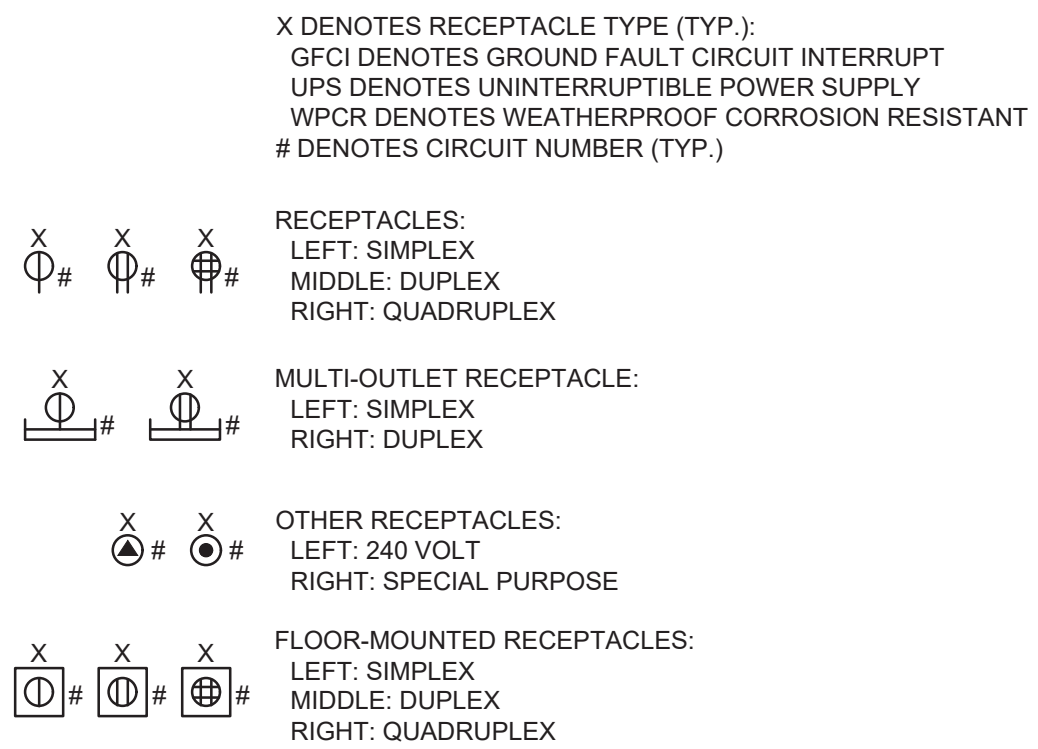 X DENOTES RECEPTACLE TYPE (TYP.):
GFCI DENOTES GROUND FAULT CIRCUIT INTERRUPT
UPS DENOTES UNINTERRUPTIBLE POWER SUPPLY
WPCR DENOTES WEATHERPROOF CORROSION RESISTANT
# DENOTES CIRCUIT NUMBER (TYP.)
X X X
# # #
RECEPTACLES:
LEFT: SIMPLEX
MIDDLE: DUPLEX
RIGHT: QUADRUPLEX
X X
# #
MULTI-OUTLET RECEPTACLE:
LEFT: SIMPLEX
RIGHT: DUPLEX
X X
# #
OTHER RECEPTACLES:
LEFT: 240 VOLT
RIGHT: SPECIAL PURPOSE
X X X
# # #
FLOOR-MOUNTED RECEPTACLES:
LEFT: SIMPLEX
MIDDLE: DUPLEX
RIGHT: QUADRUPLEX